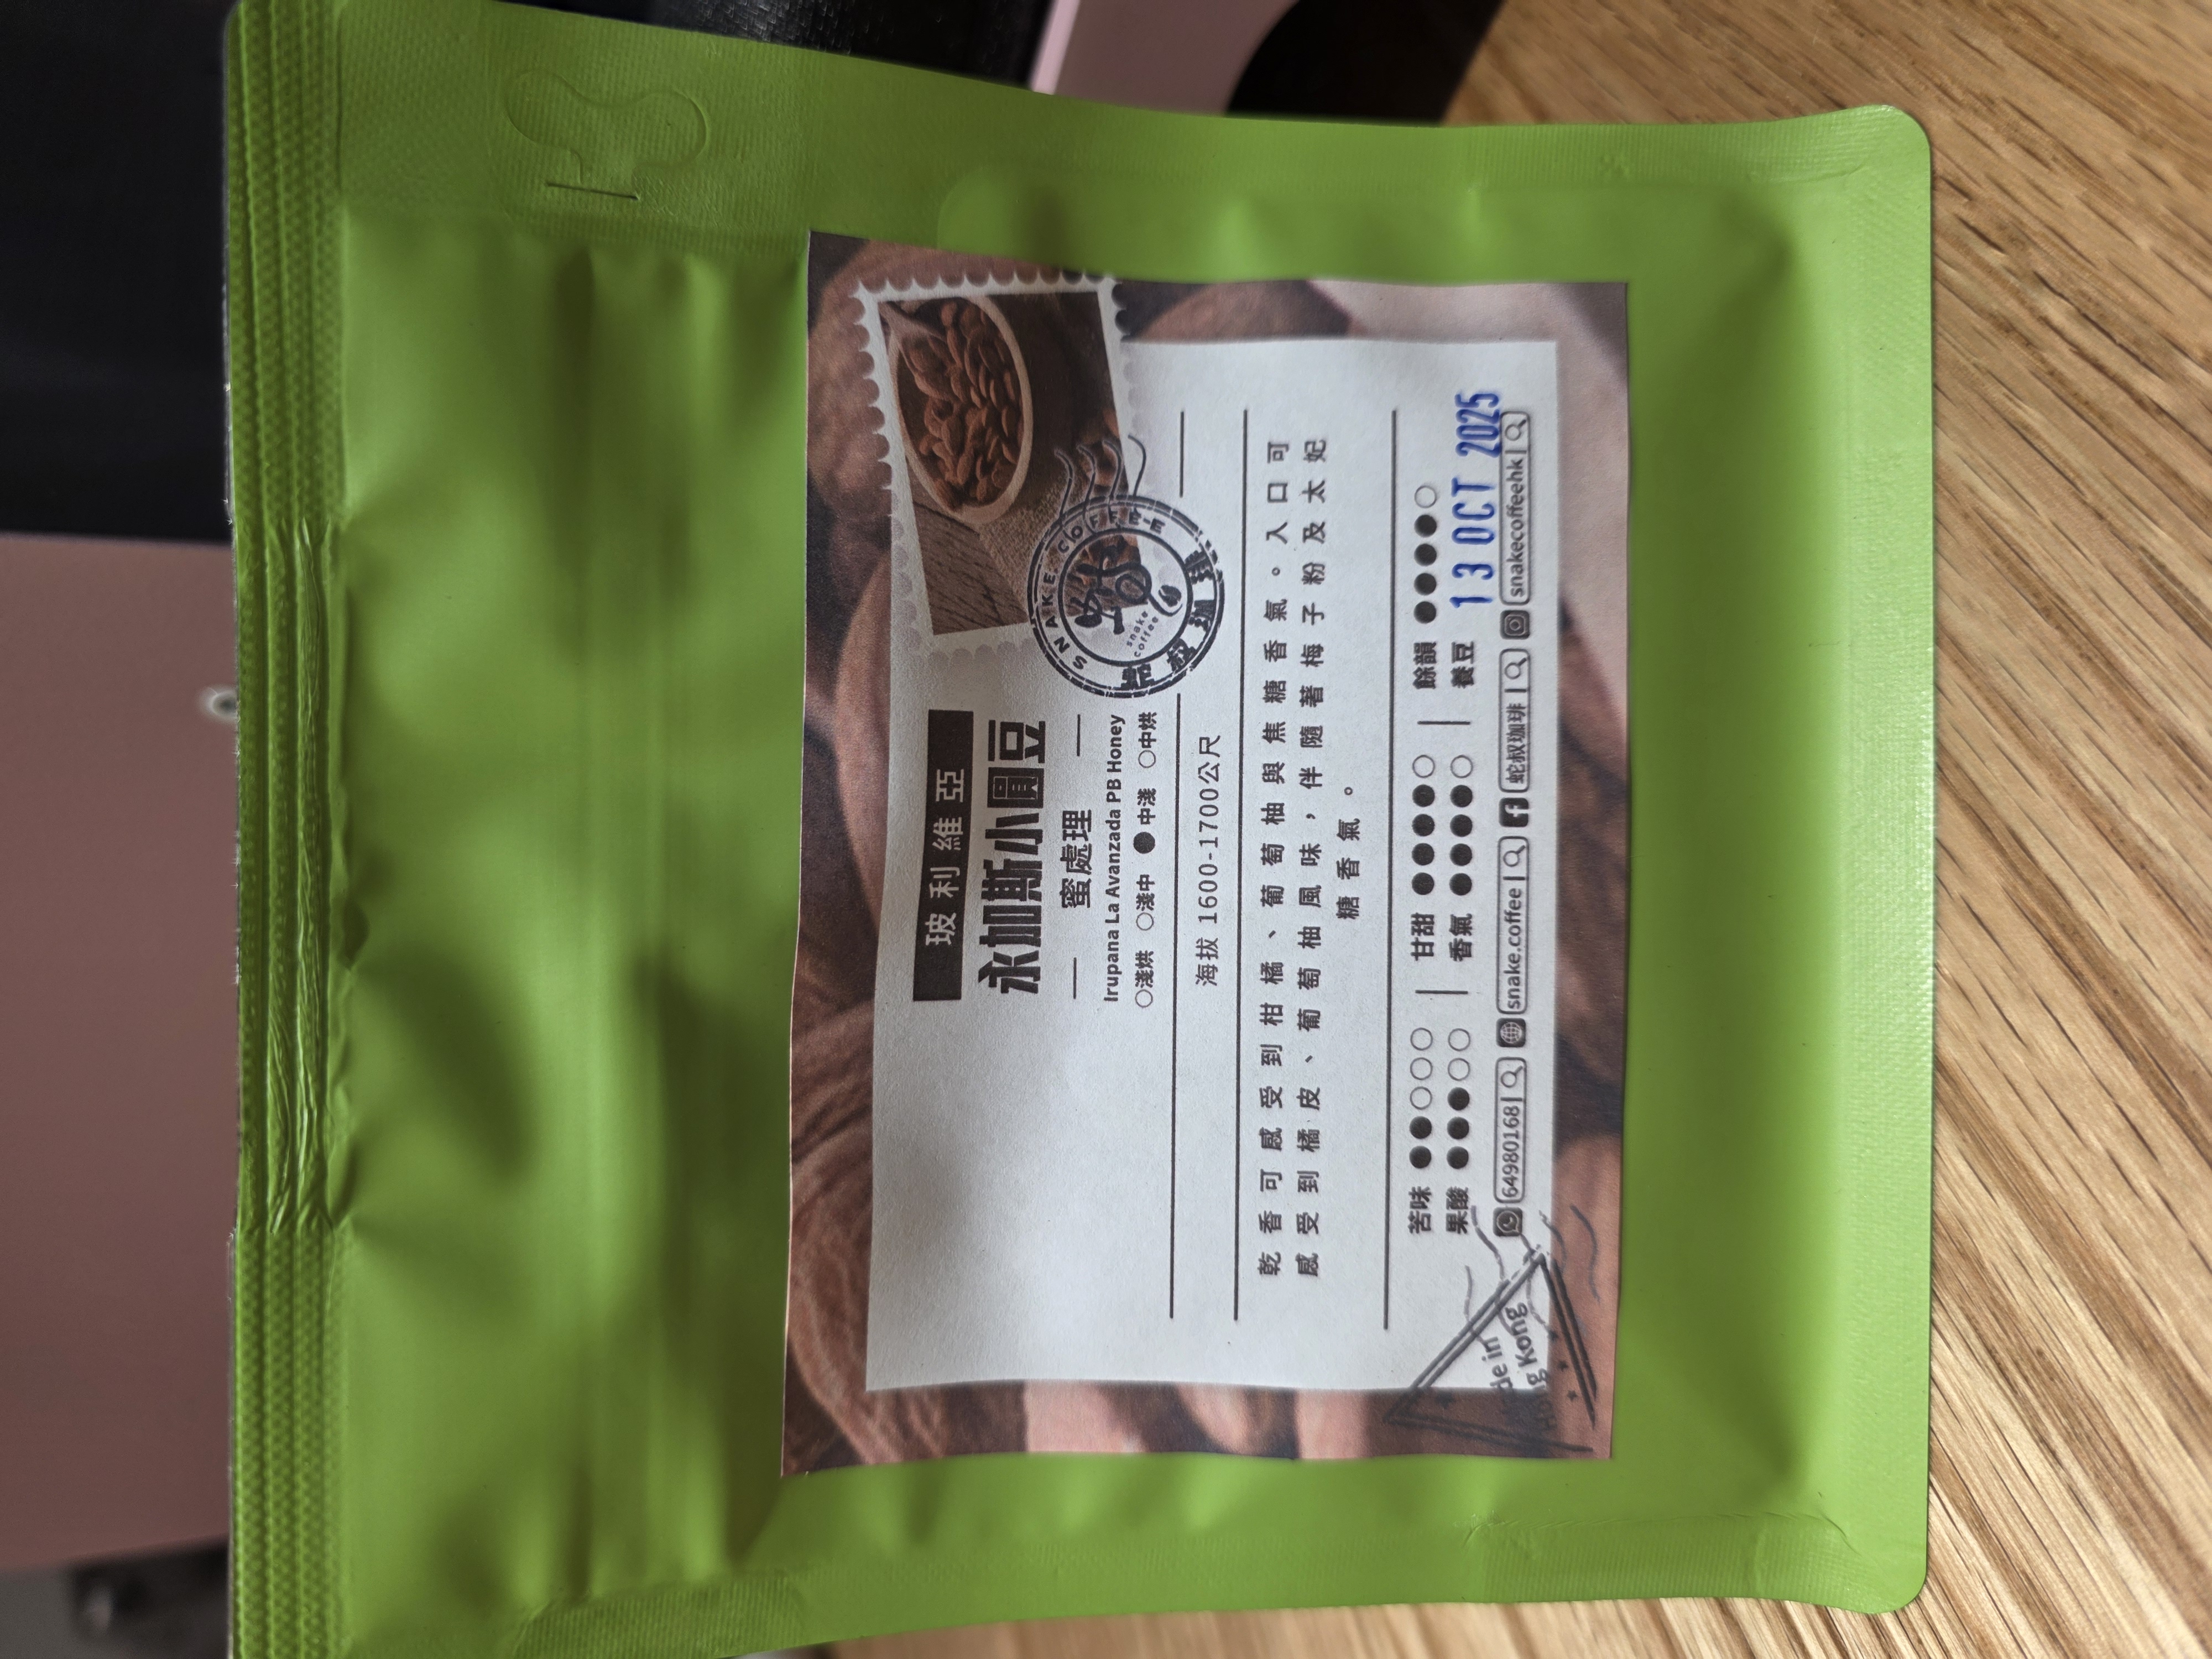 玻利維亞
永加斯小圓豆
蜜處理
Irupana La Avanzada PB Honey
○淺烘 ○淺中 ●中淺 ○中烘
SNAKE COFFEE
snake
coffee
蛇叔珈琲
海拔 1600-1700公尺
乾香可感受到柑橘、葡萄柚與焦糖香氣。入口可
感受到橘皮、葡萄柚風味，伴隨著梅子粉及太妃
糖香氣。
苦味 ●●○○○ | 甘甜 ●●●●○ | 餘韻 ●●●●○
果酸 ●●●○○ | 香氣 ●●●●○ | 養豆 13 OCT 2025
64980168 snake.coffee 蛇叔珈琲 snakecoffeehk
Kong